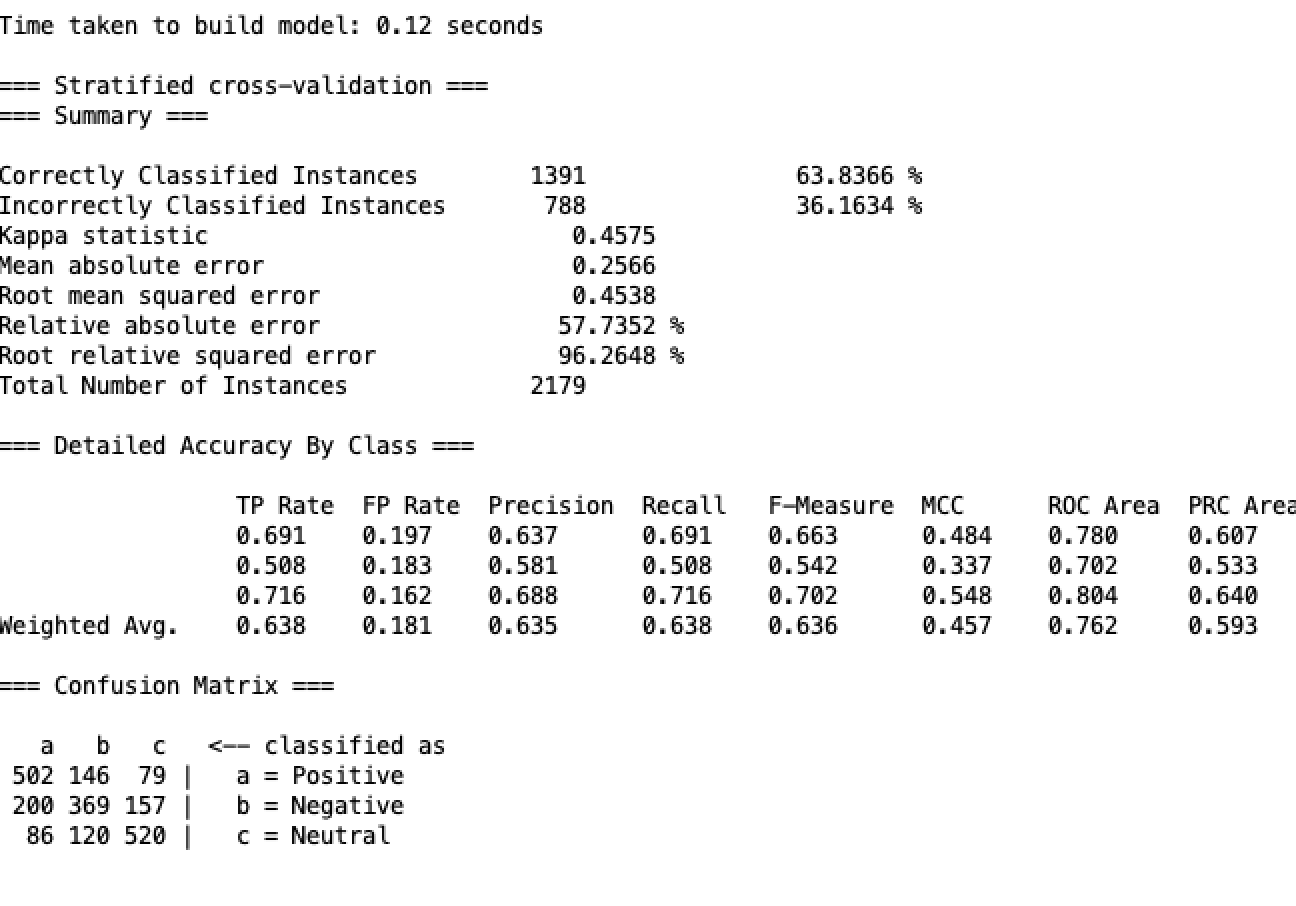 Time taken to build model: 0.12 seconds
=== Stratified cross-validation ===
=== Summary ===
Correctly Classified Instances 1391 63.8366 %
Incorrectly Classified Instances 788 36.1634 %
Kappa statistic 0.4575
Mean absolute error 0.2566
Root mean squared error 0.4538
Relative absolute error 57.7352 %
Root relative squared error 96.2648 %
Total Number of Instances 2179
=== Detailed Accuracy By Class ===
TP Rate FP Rate Precision Recall F-Measure MCC ROC Area PRC Area
0.691 0.197 0.637 0.691 0.663 0.484 0.780 0.607
0.508 0.183 0.581 0.508 0.542 0.337 0.702 0.533
0.716 0.162 0.688 0.716 0.702 0.548 0.804 0.640
Weighted Avg. 0.638 0.181 0.635 0.638 0.636 0.457 0.762 0.593
=== Confusion Matrix ===
a b c <-- classified as
502 146 79 | a = Positive
200 369 157 | b = Negative
86 120 520 | c = Neutral